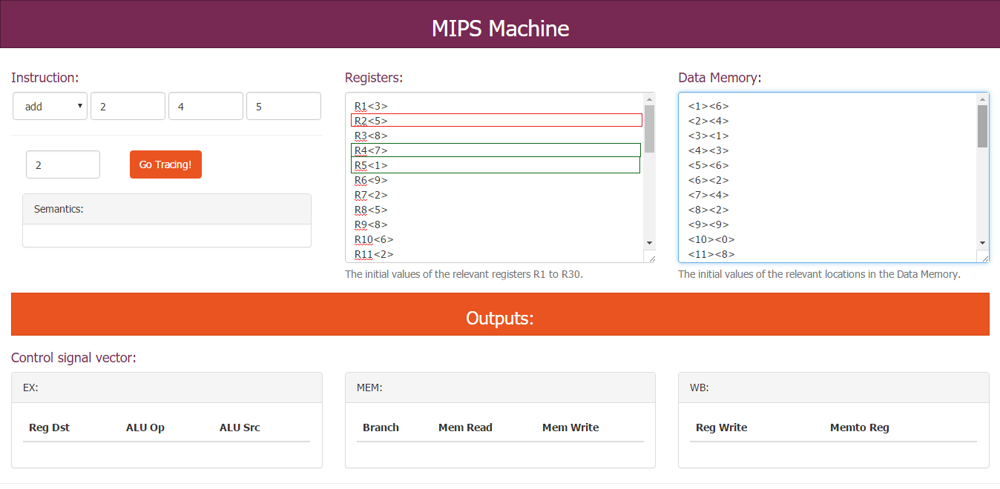 MIPS Machine
Instruction:
add 2 4 5
2 Go Tracing!
Semantics:
Registers:
R1<3>
R2<5>
R3<8>
R4<7>
R5<1>
R6<9>
R7<2>
R8<5>
R9<8>
R10<6>
R11<2>
The initial values of the relevant registers R1 to R30.
Data Memory:
<1><6>
<2><4>
<3><1>
<4><3>
<5><6>
<6><2>
<7><4>
<8><2>
<9><9>
<10><0>
<11><8>
The initial values of the relevant locations in the Data Memory.
Outputs:
Control signal vector:
EX:
Reg Dst ALU Op ALU Src
MEM:
Branch Mem Read Mem Write
WB:
Reg Write Memto Reg